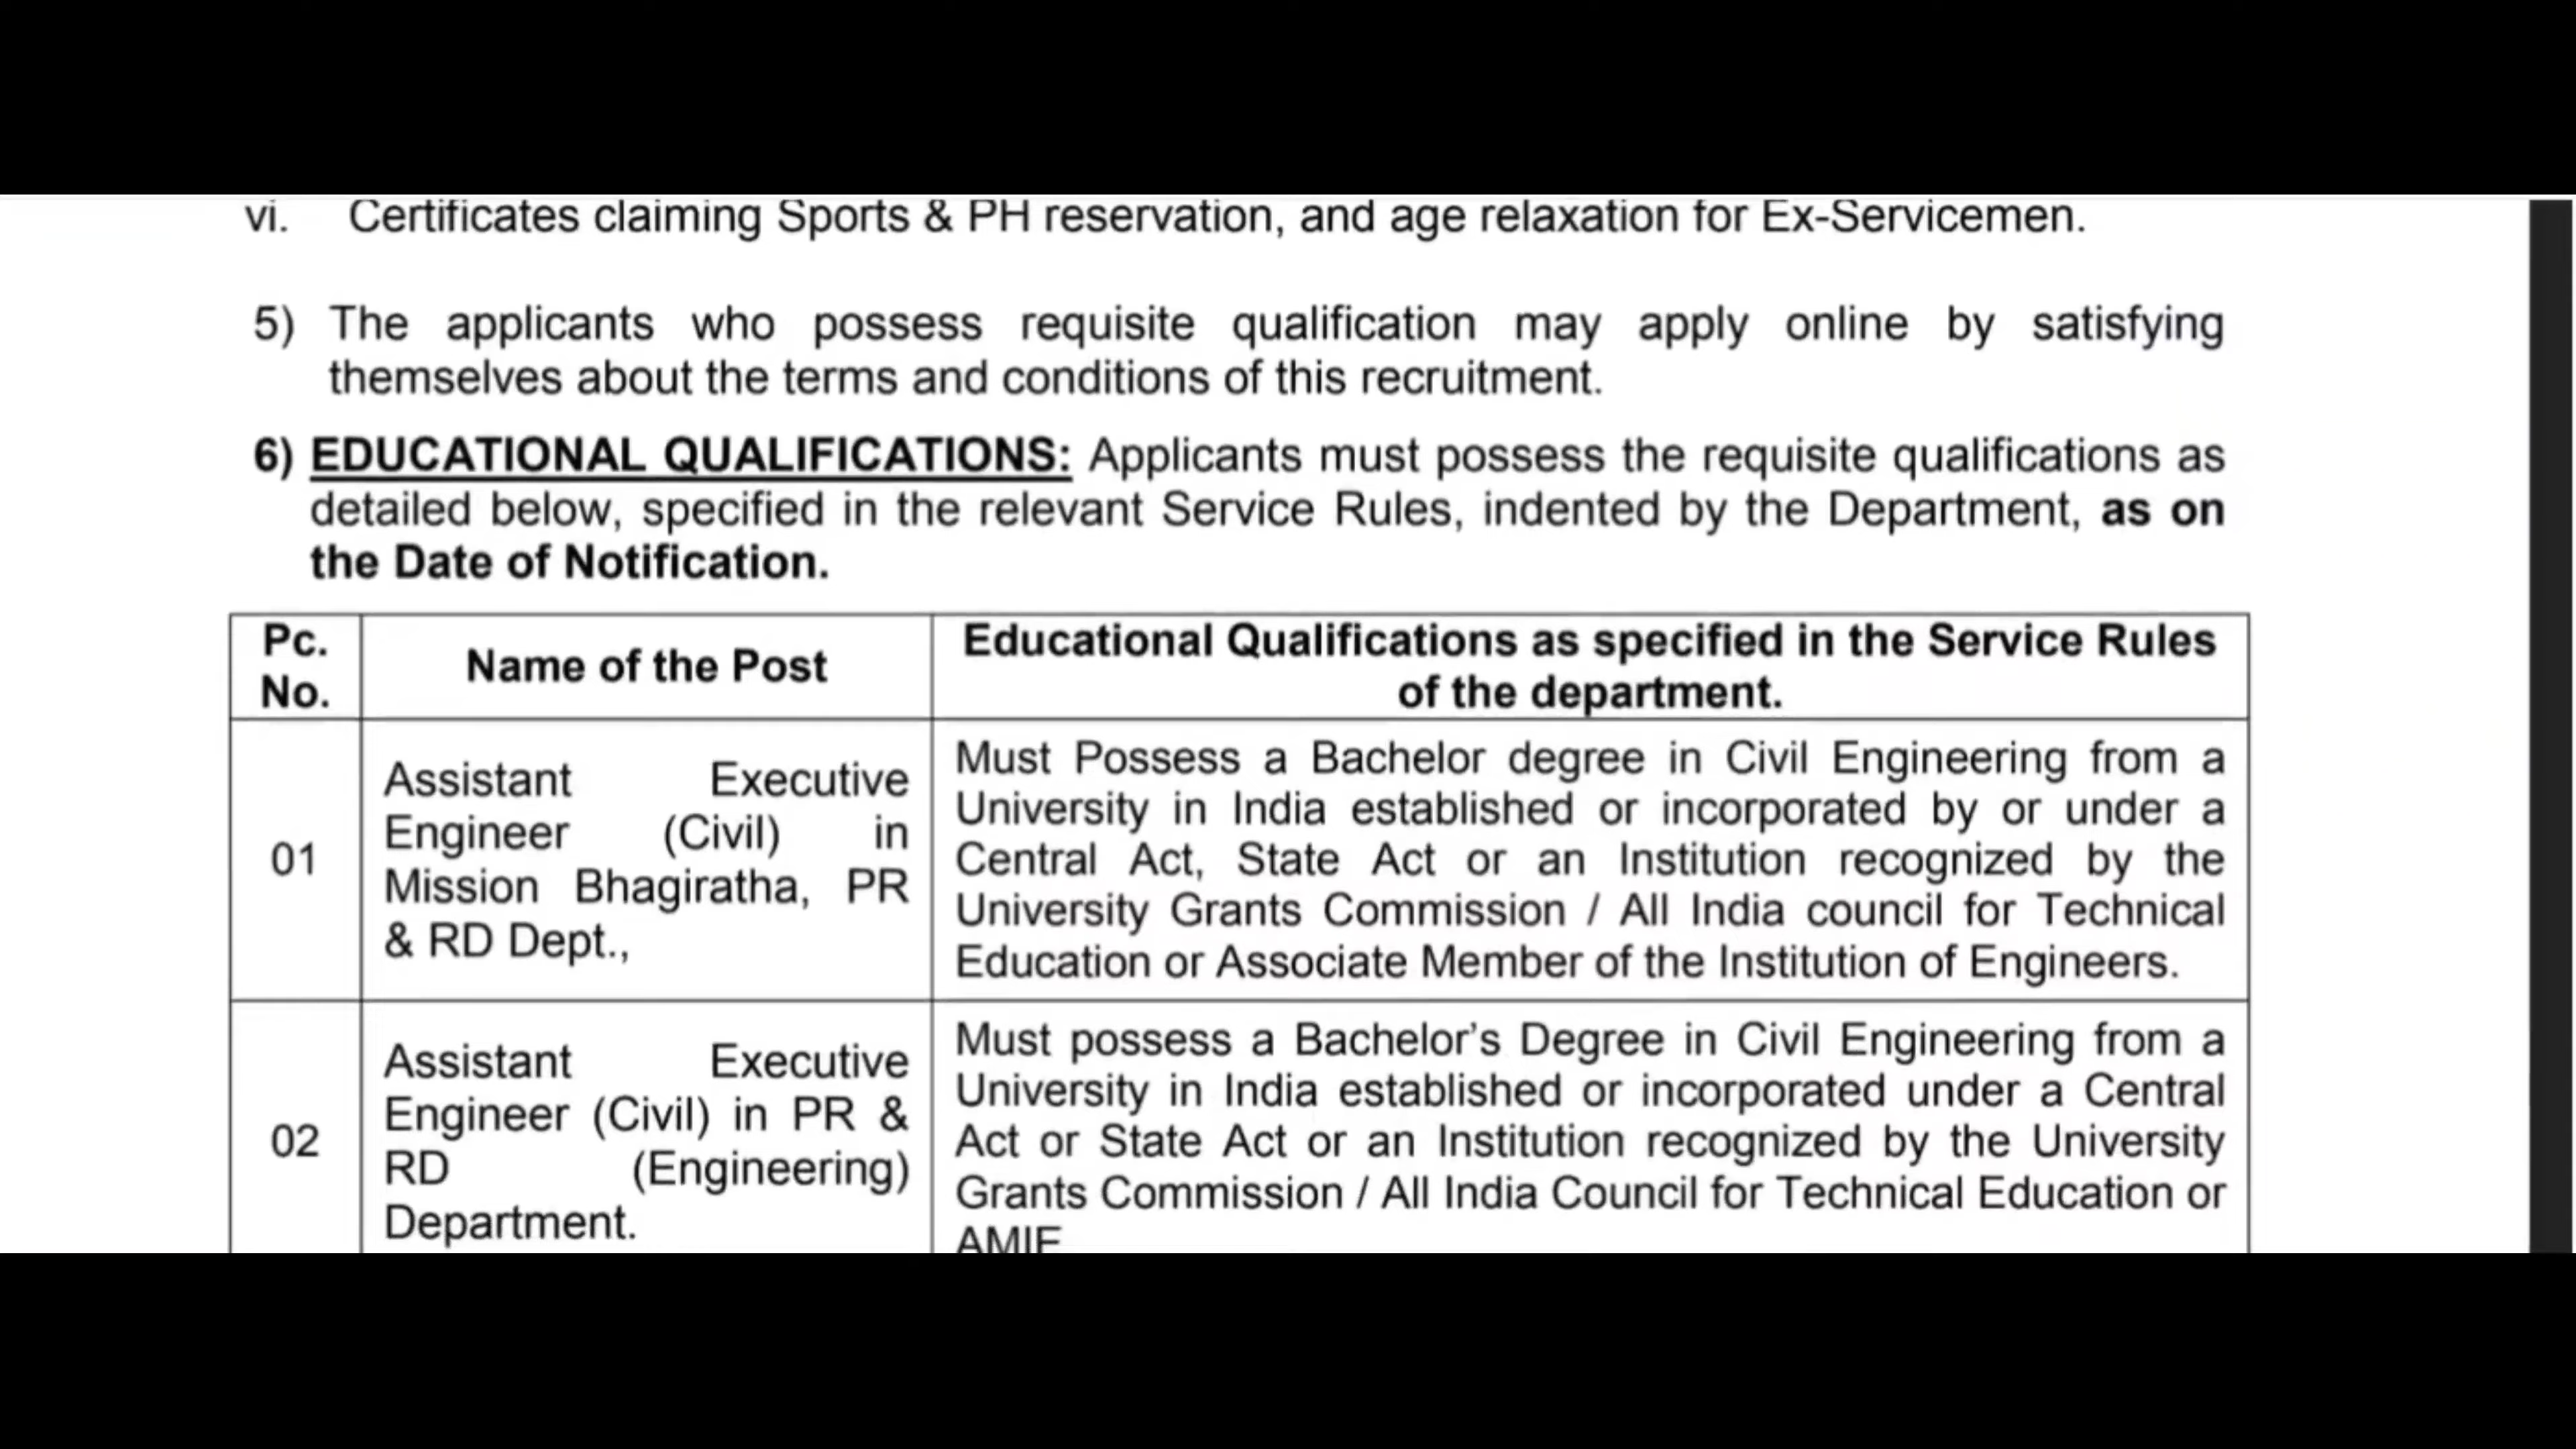 vi. Certificates claiming Sports & PH reservation, and age relaxation for Ex-Servicemen.
5) The applicants who possess requisite qualification may apply online by satisfying
themselves about the terms and conditions of this recruitment.
6) EDUCATIONAL QUALIFICATIONS: Applicants must possess the requisite qualifications as
detailed below, specified in the relevant Service Rules, indented by the Department, as on
the Date of Notification.
Pc.
No.
Name of the Post
Educational Qualifications as specified in the Service Rules
of the department.
01
Assistant Executive
Engineer (Civil) in
Mission Bhagiratha, PR
& RD Dept.,
Must Possess a Bachelor degree in Civil Engineering from a
University in India established or incorporated by or under a
Central Act, State Act or an Institution recognized by the
University Grants Commission / All India council for Technical
Education or Associate Member of the Institution of Engineers.
02
Assistant Executive
Engineer (Civil) in PR &
RD (Engineering)
Department.
Must possess a Bachelor's Degree in Civil Engineering from a
University in India established or incorporated under a Central
Act or State Act or an Institution recognized by the University
Grants Commission / All India Council for Technical Education or
AMIE